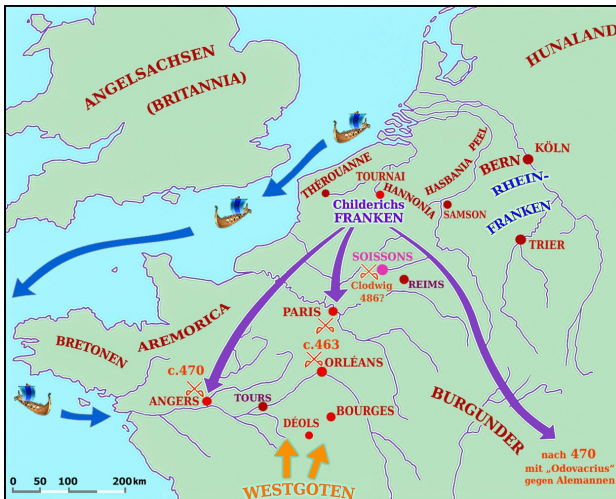 HUNALAND
ANGELSACHSEN
(BRITANNIA)
KÖLN
BERN
PEEL
HASBANIA
THÉROUANNE
TOURNAI
HANNONIA
RHEIN-
FRANKEN
Childerichs
FRANKEN
SAMSON
TRIER
SOISSONS
Clodwig
486?
REIMS
PARIS
AREMORICA
BRETONEN
c.463
ORLÉANS
c.470
ANGERS
TOURS
BOURGES
DÉOLS
BURGUNDER
WESTGOTEN
nach 470
mit „Odovacrius“
gegen Alemannen
0 50 100 200 km